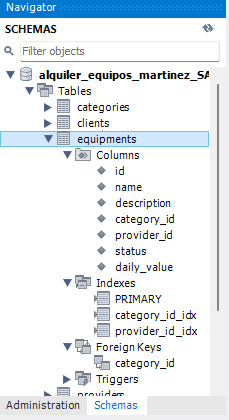 Navigator
SCHEMAS
Filter objects
alquiler_equipos_martinez_SA
Tables
categories
clients
equipments
Columns
id
name
description
category_id
provider_id
status
daily_value
Indexes
PRIMARY
category_id_idx
provider_id_idx
Foreign Keys
category_id
Triggers
providers
Administration Schemas